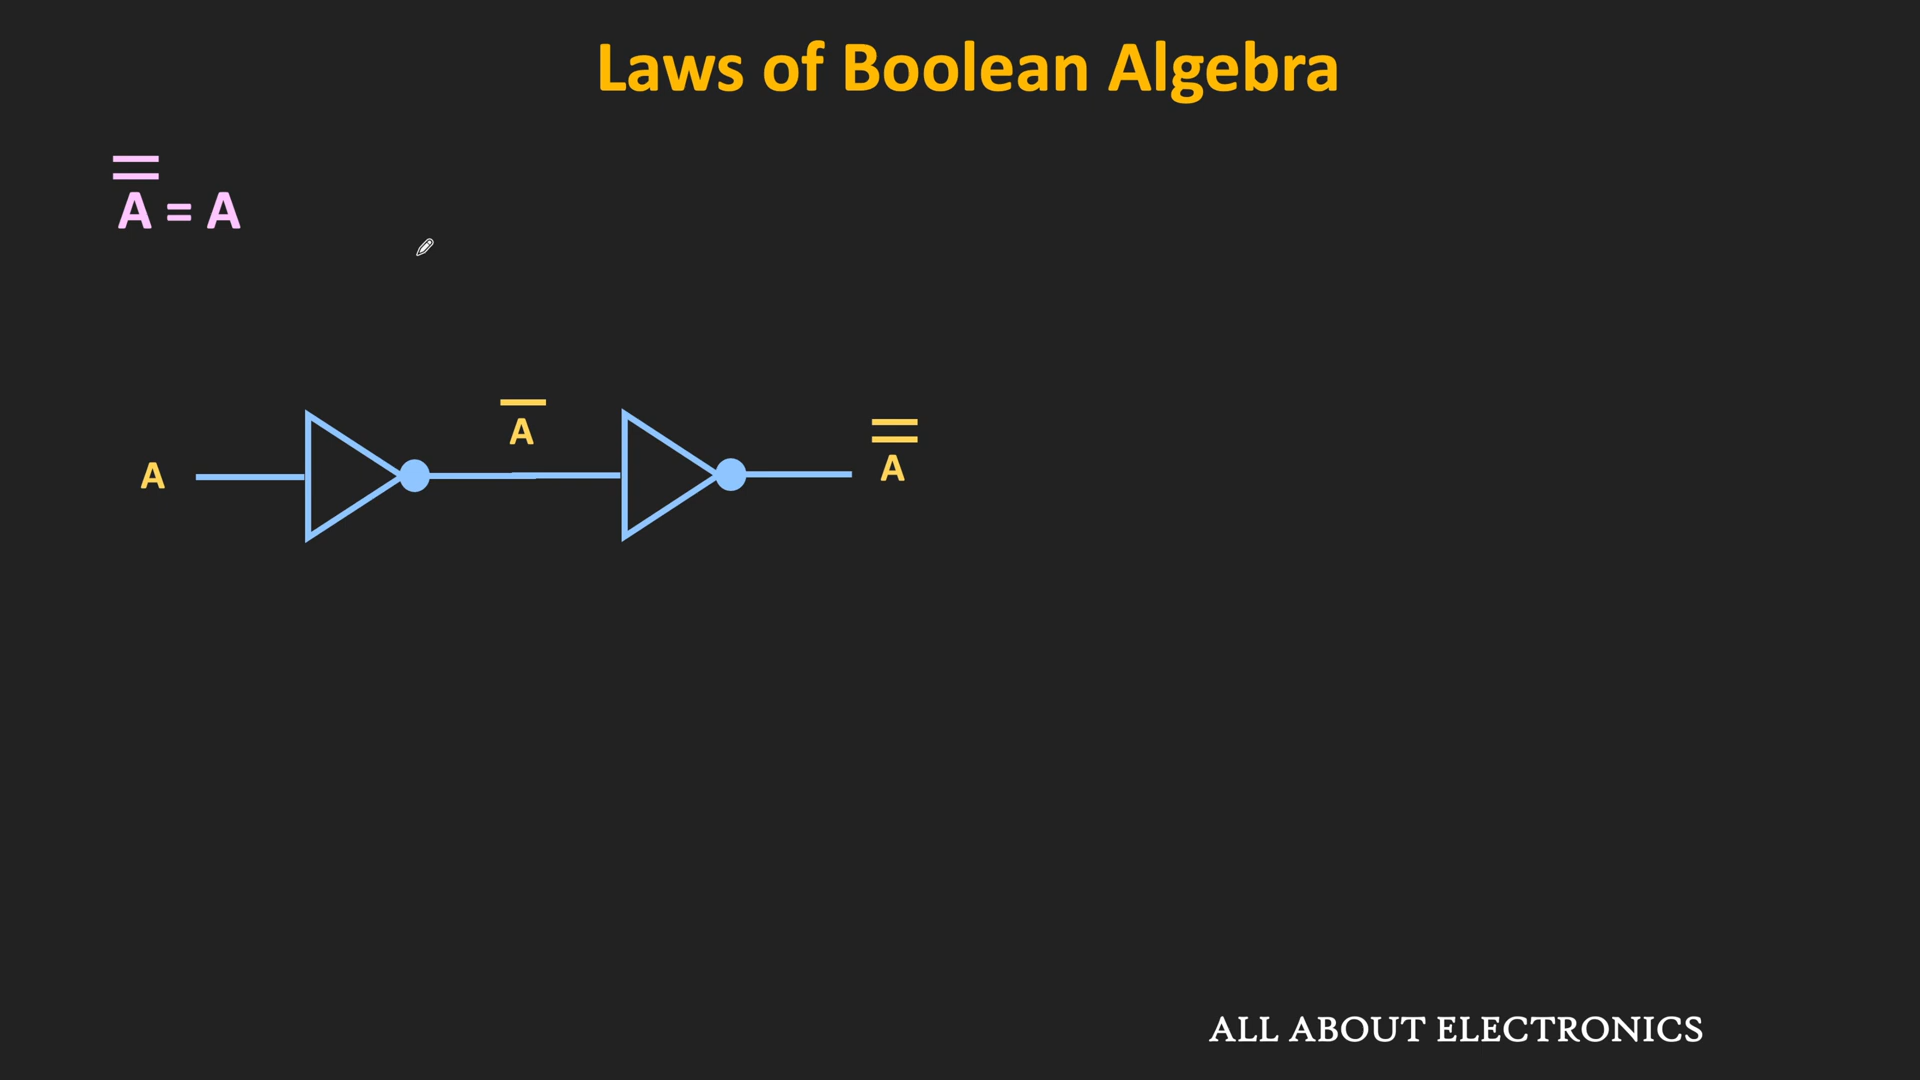 Laws of Boolean Algebra
A̿ = A
A
A̅
A̿
ALL ABOUT ELECTRONICS